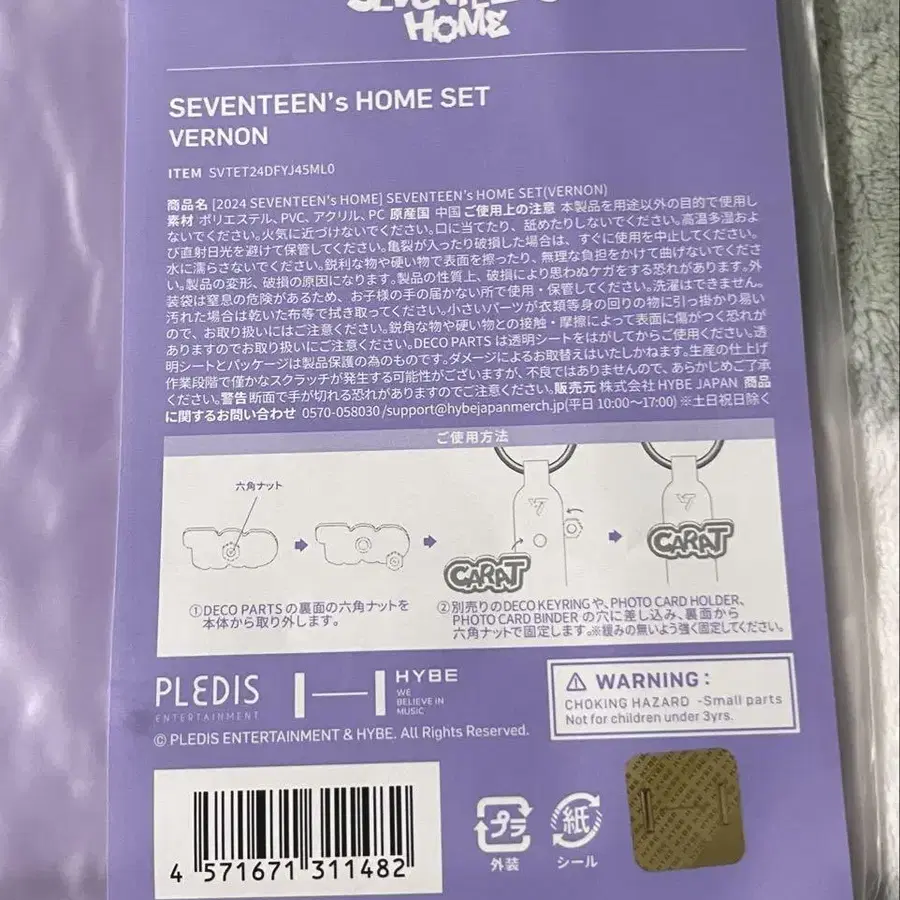 HOME
SEVENTEEN's HOME SET
VERNON
ITEM SVTET24DFYJ45ML0
商品名 [2024 SEVENTEEN's HOME] SEVENTEEN's HOME SET(VERNON)
素材 ポリエステル、PVC、アクリル、PC 原産国 中国 ご使用上の注意 本製品を用途以外の目的で使用し
ないでください。火気に近づけないでください。口に当てたり、舐めたりしないでください。高温多湿およ
び直射日光を避けて保管してください。亀裂が入ったり破損した場合は、すぐに使用を中止してください。
水に濡らさないでください。鋭利な物や硬い物で表面を擦ったり、無理な負担をかけて曲げないでくださ
い。製品の変形、破損の原因になります。製品の性質上、破損により思わぬケガをする恐れがあります。外
装袋は窒息の危険があるため、お子様の手の届かない所で使用・保管してください。洗濯はできません。
汚れた場合は乾いた布等で拭き取ってください。小さいパーツが衣類等身の回りの物に引っ掛かり易い
ので、お取り扱いにはご注意ください。鋭角な物や硬い物との接触・摩擦によって表面に傷がつく恐れが
ありますのでお取り扱いにご注意ください。DECO PARTS は透明シートをはがしてからご使用ください。透
明シートとパッケージは製品保護の為のものです。ダメージによるお取替えはいたしかねます。生産の仕上げ
作業段階で僅かなスクラッチが発生する可能性がございますが、不良ではありませんので、あらかじめご了承
ください。警告 断面で手が切れる恐れがありますのでご注意ください。販売元 株式会社 HYBE JAPAN 商品
に関するお問い合わせ 0570-058030 /support@hybejapanmerch.jp(平日 10:00～17:00) ※土日祝日除く
ご使用方法
六角ナット
CARAT
CARAT
①DECO PARTS の裏面の六角ナットを
本体から取り外します。
②別売りのDECO KEYRING や、PHOTO CARD HOLDER、
PHOTO CARD BINDER の穴に差し込み、裏面から
六角ナットで固定します。※緩みの無いよう強く固定してください。
PLEDIS
ENTERTAINMENT
HYBE
WE
BELIEVE IN
MUSIC
© PLEDIS ENTERTAINMENT & HYBE. All Rights Reserved.
⚠ WARNING :
CHOKING HAZARD -Small parts
Not for children under 3yrs.
4 571671 311482
プラ
外装
紙
シール